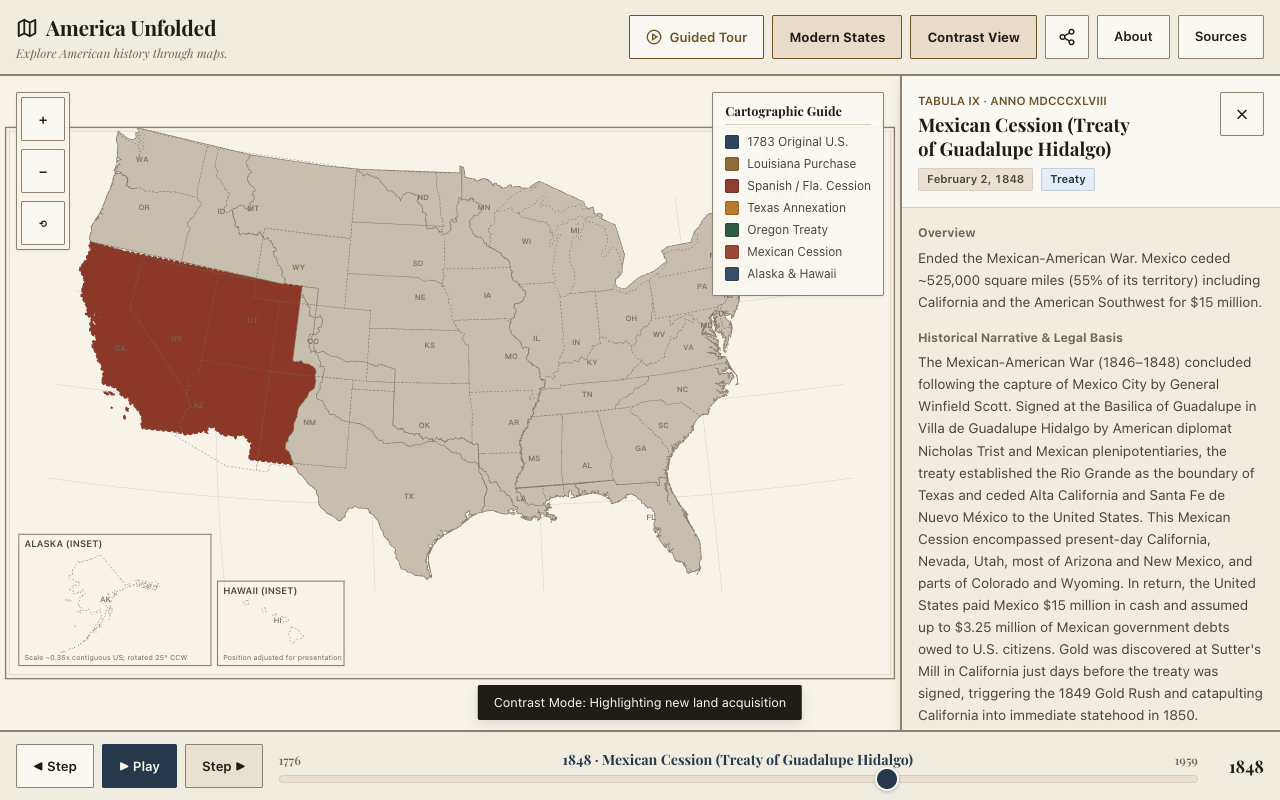 America Unfolded
Explore American history through maps.
Guided Tour
Modern States
Contrast View
About
Sources
+
−
Cartographic Guide
1783 Original U.S.
Louisiana Purchase
Spanish / Fla. Cession
Texas Annexation
Oregon Treaty
Mexican Cession
Alaska & Hawaii
WA
OR
ID
MT
ND
MN
WI
MI
WY
SD
NE
IA
PA
OH
IL
IN
WV
VA
MD
DE
NV
UT
CO
KS
MO
KY
CA
AZ
NM
OK
AR
TN
NC
SC
MS
AL
GA
TX
LA
FL
ALASKA (INSET)
AK
Scale ~0.35x contiguous US; rotated 25° CCW
HAWAII (INSET)
HI
Position adjusted for presentation
Contrast Mode: Highlighting new land acquisition
TABULA IX · ANNO MDCCCXLVIII
Mexican Cession (Treaty
of Guadalupe Hidalgo)
February 2, 1848
Treaty
Overview
Ended the Mexican-American War. Mexico ceded
~525,000 square miles (55% of its territory) including
California and the American Southwest for $15 million.
Historical Narrative & Legal Basis
The Mexican-American War (1846–1848) concluded
following the capture of Mexico City by General
Winfield Scott. Signed at the Basilica of Guadalupe in
Villa de Guadalupe Hidalgo by American diplomat
Nicholas Trist and Mexican plenipotentiaries, the
treaty established the Rio Grande as the boundary of
Texas and ceded Alta California and Santa Fe de
Nuevo México to the United States. This Mexican
Cession encompassed present-day California,
Nevada, Utah, most of Arizona and New Mexico, and
parts of Colorado and Wyoming. In return, the United
States paid Mexico $15 million in cash and assumed
up to $3.25 million of Mexican government debts
owed to U.S. citizens. Gold was discovered at Sutter's
Mill in California just days before the treaty was
signed, triggering the 1849 Gold Rush and catapulting
California into immediate statehood in 1850.
◀ Step
▶ Play
Step ▶
1776
1848 · Mexican Cession (Treaty of Guadalupe Hidalgo)
1959
1848